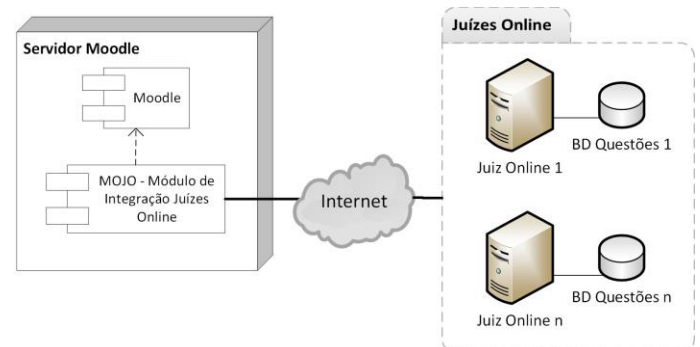 Servidor Moodle
Moodle
MOJO - Módulo de
Integração Juízes
Online
Internet
Juízes Online
Juiz Online 1
BD Questões 1
Juiz Online n
BD Questões n